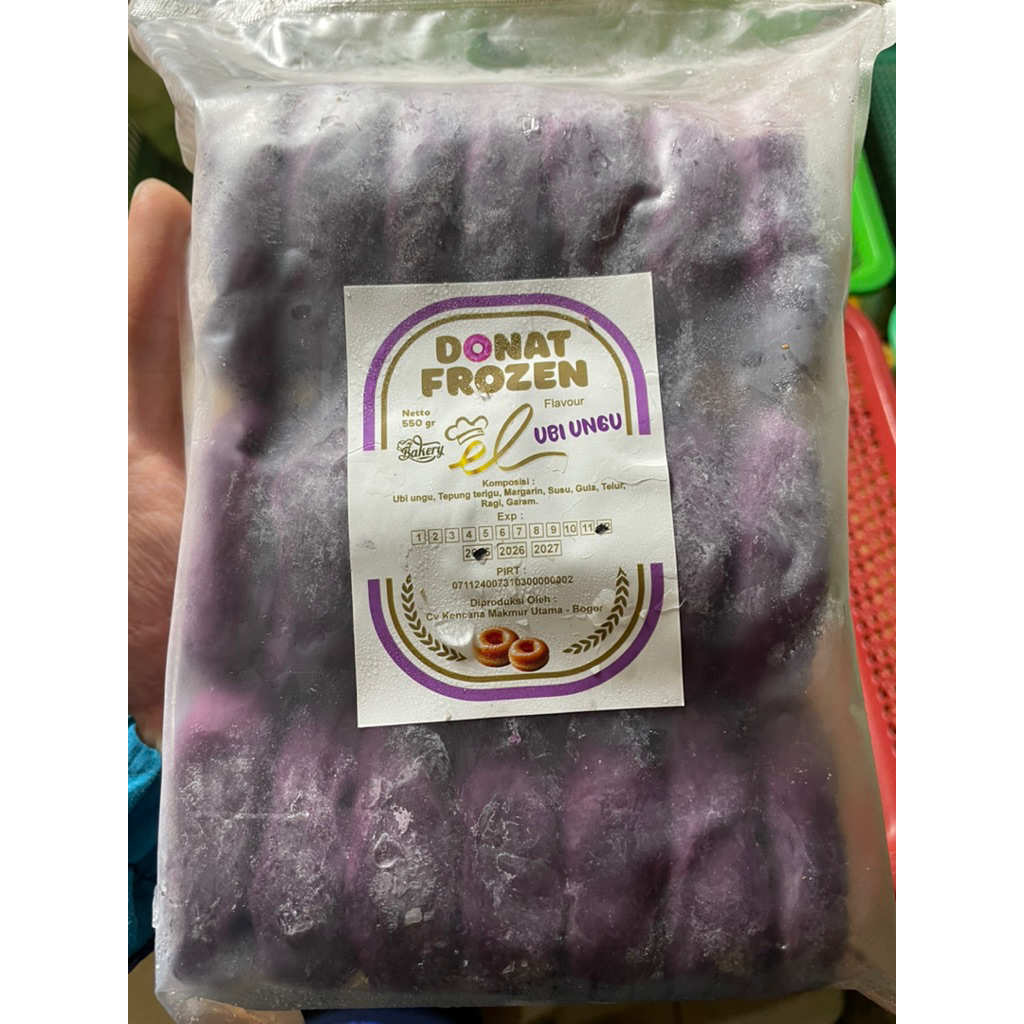 DONAT
FROZEN
Flavour
Netto
550 gr
UBI UNGU
Bakery
el
Komposisi :
Ubi ungu, Tepung terigu, Margarin, Susu, Gula, Telur,
Ragi, Garam.
Exp :
1 2 3 4 5 6 7 8 9 10 11
2026 2027
PIRT :
Diproduksi Oleh :
Cv Kencana Makmur Utama - Bogor